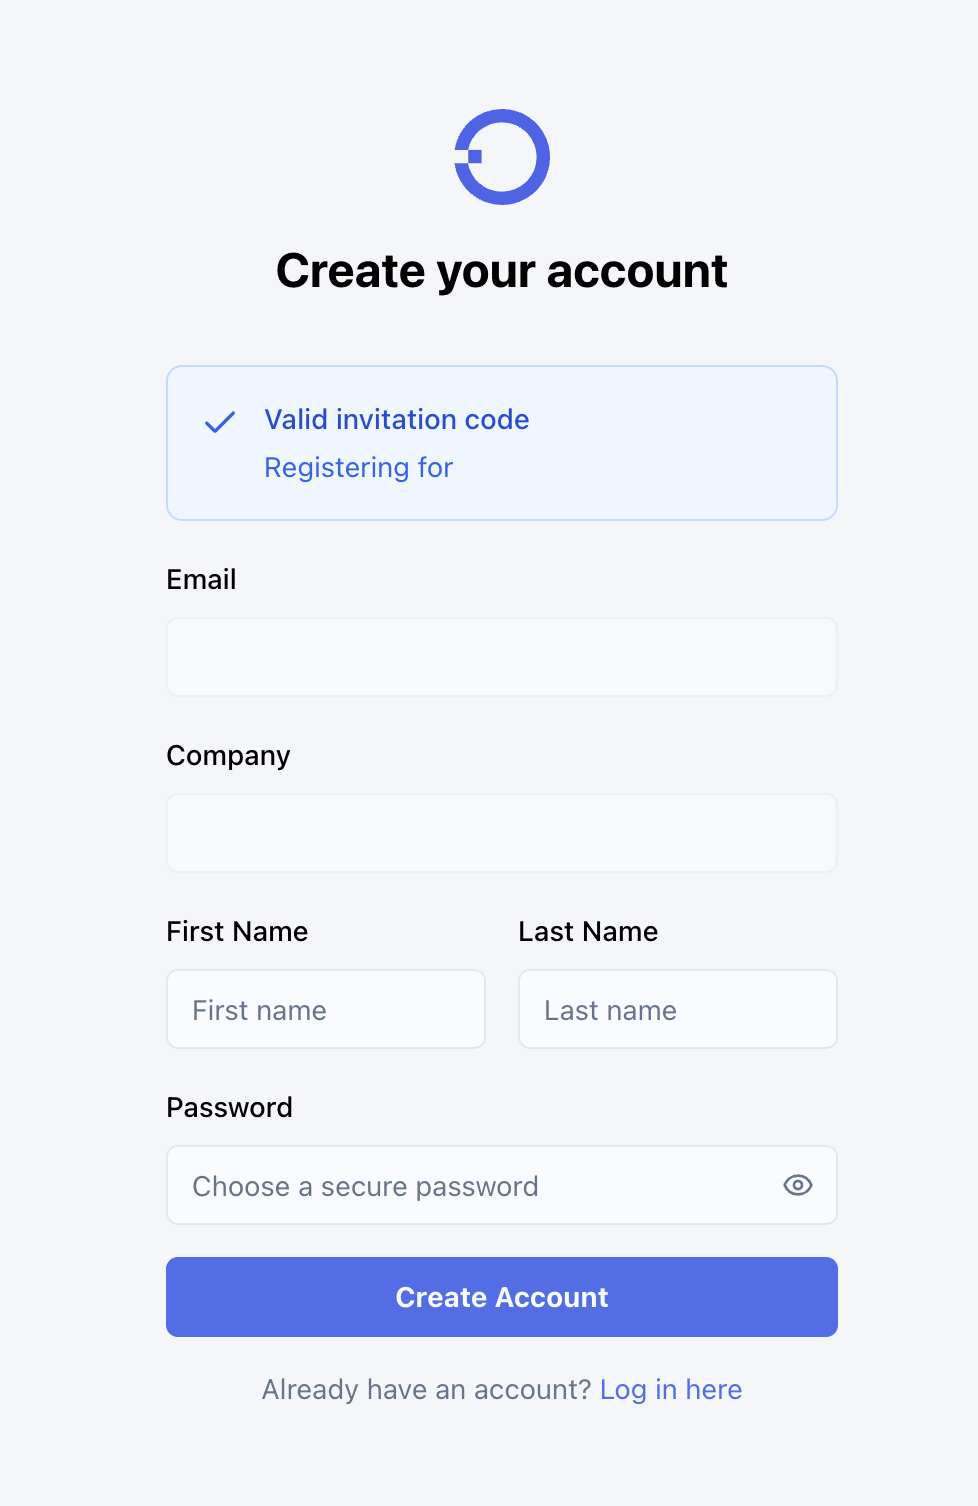 Create your account
Valid invitation code
Registering for
Email
Company
First Name
Last Name
First name
Last name
Password
Choose a secure password
Create Account
Already have an account? Log in here